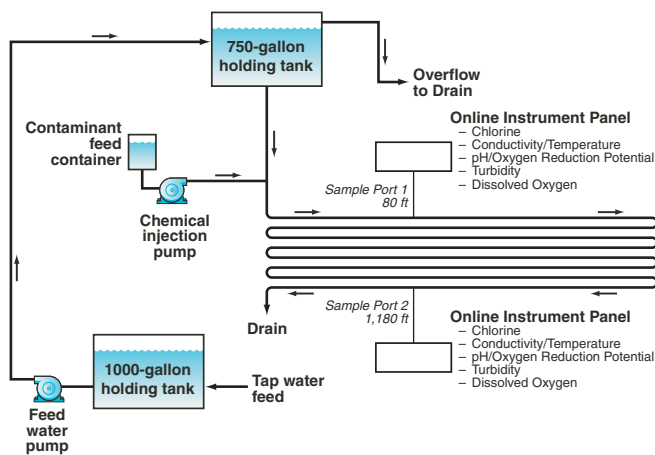 750-gallon
holding tank
Overflow
to Drain
Contaminant
feed
container
Online Instrument Panel
– Chlorine
– Conductivity/Temperature
– pH/Oxygen Reduction Potential
– Turbidity
– Dissolved Oxygen
Sample Port 1
80 ft
Chemical
injection
pump
Drain
Sample Port 2
1,180 ft
Online Instrument Panel
– Chlorine
– Conductivity/Temperature
– pH/Oxygen Reduction Potential
– Turbidity
– Dissolved Oxygen
1000-gallon
holding tank
Tap water
feed
Feed
water
pump